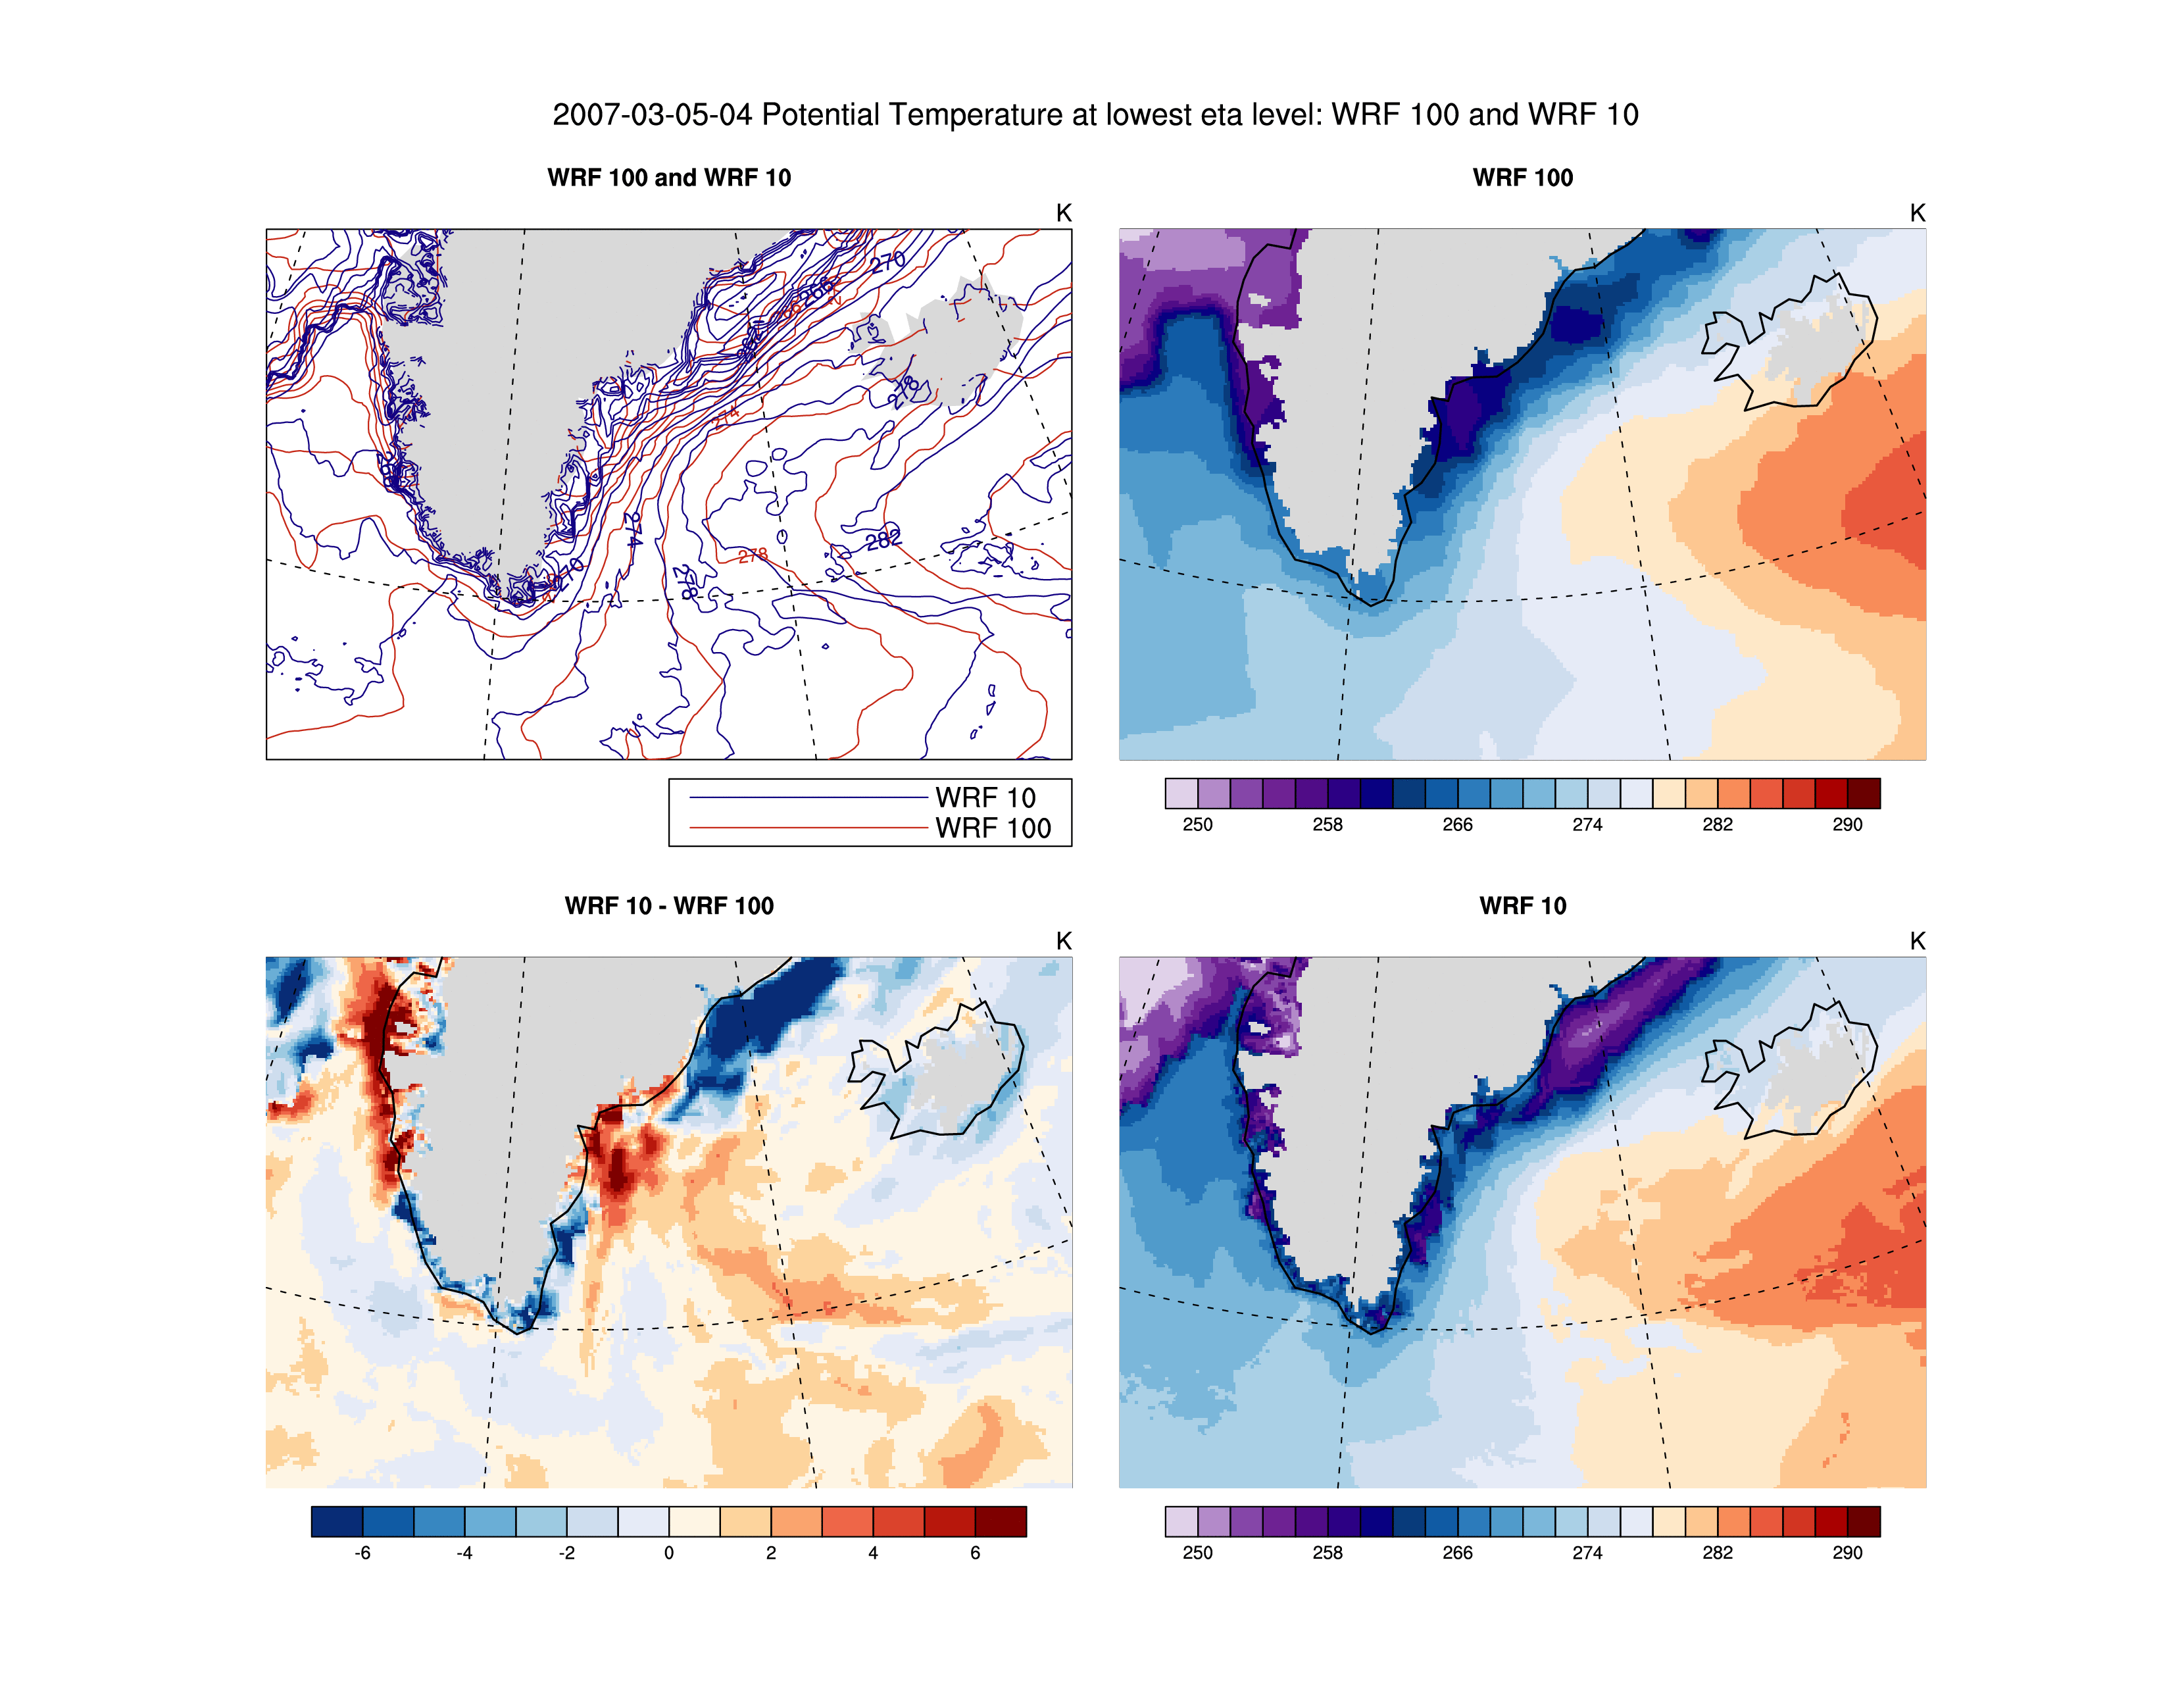 2007-03-05-04 Potential Temperature at lowest eta level: WRF 100 and WRF 10
WRF 100 and WRF 10
K
270
278
274
282
278
278
274
270
WRF 10
WRF 100
WRF 100
K
250 258 266 274 282 290
WRF 10 - WRF 100
K
-6 -4 -2 0 2 4 6
WRF 10
K
250 258 266 274 282 290